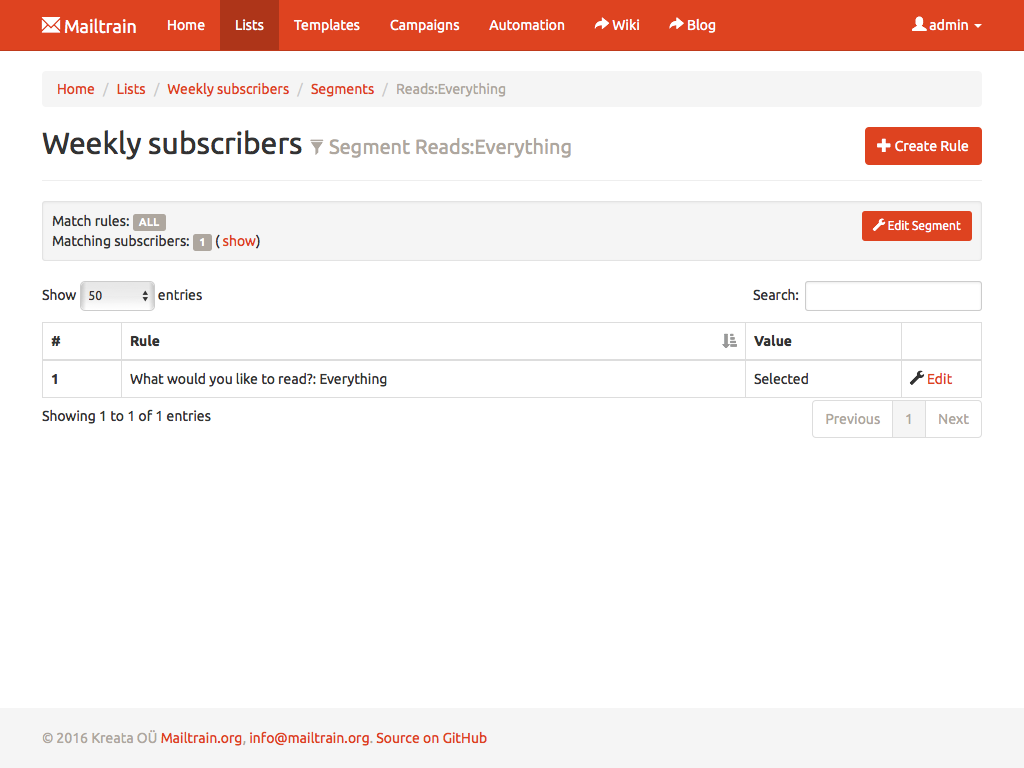 Mailtrain Home Lists Templates Campaigns Automation Wiki Blog admin
Home / Lists / Weekly subscribers / Segments / Reads:Everything
Weekly subscribers Segment Reads:Everything
Create Rule
Match rules: ALL
Matching subscribers: 1 ( show)
Edit Segment
Show 50 entries Search:
# Rule Value
1 What would you like to read?: Everything Selected Edit
Showing 1 to 1 of 1 entries
Previous 1 Next
© 2016 Kreata OÜ Mailtrain.org, info@mailtrain.org. Source on GitHub